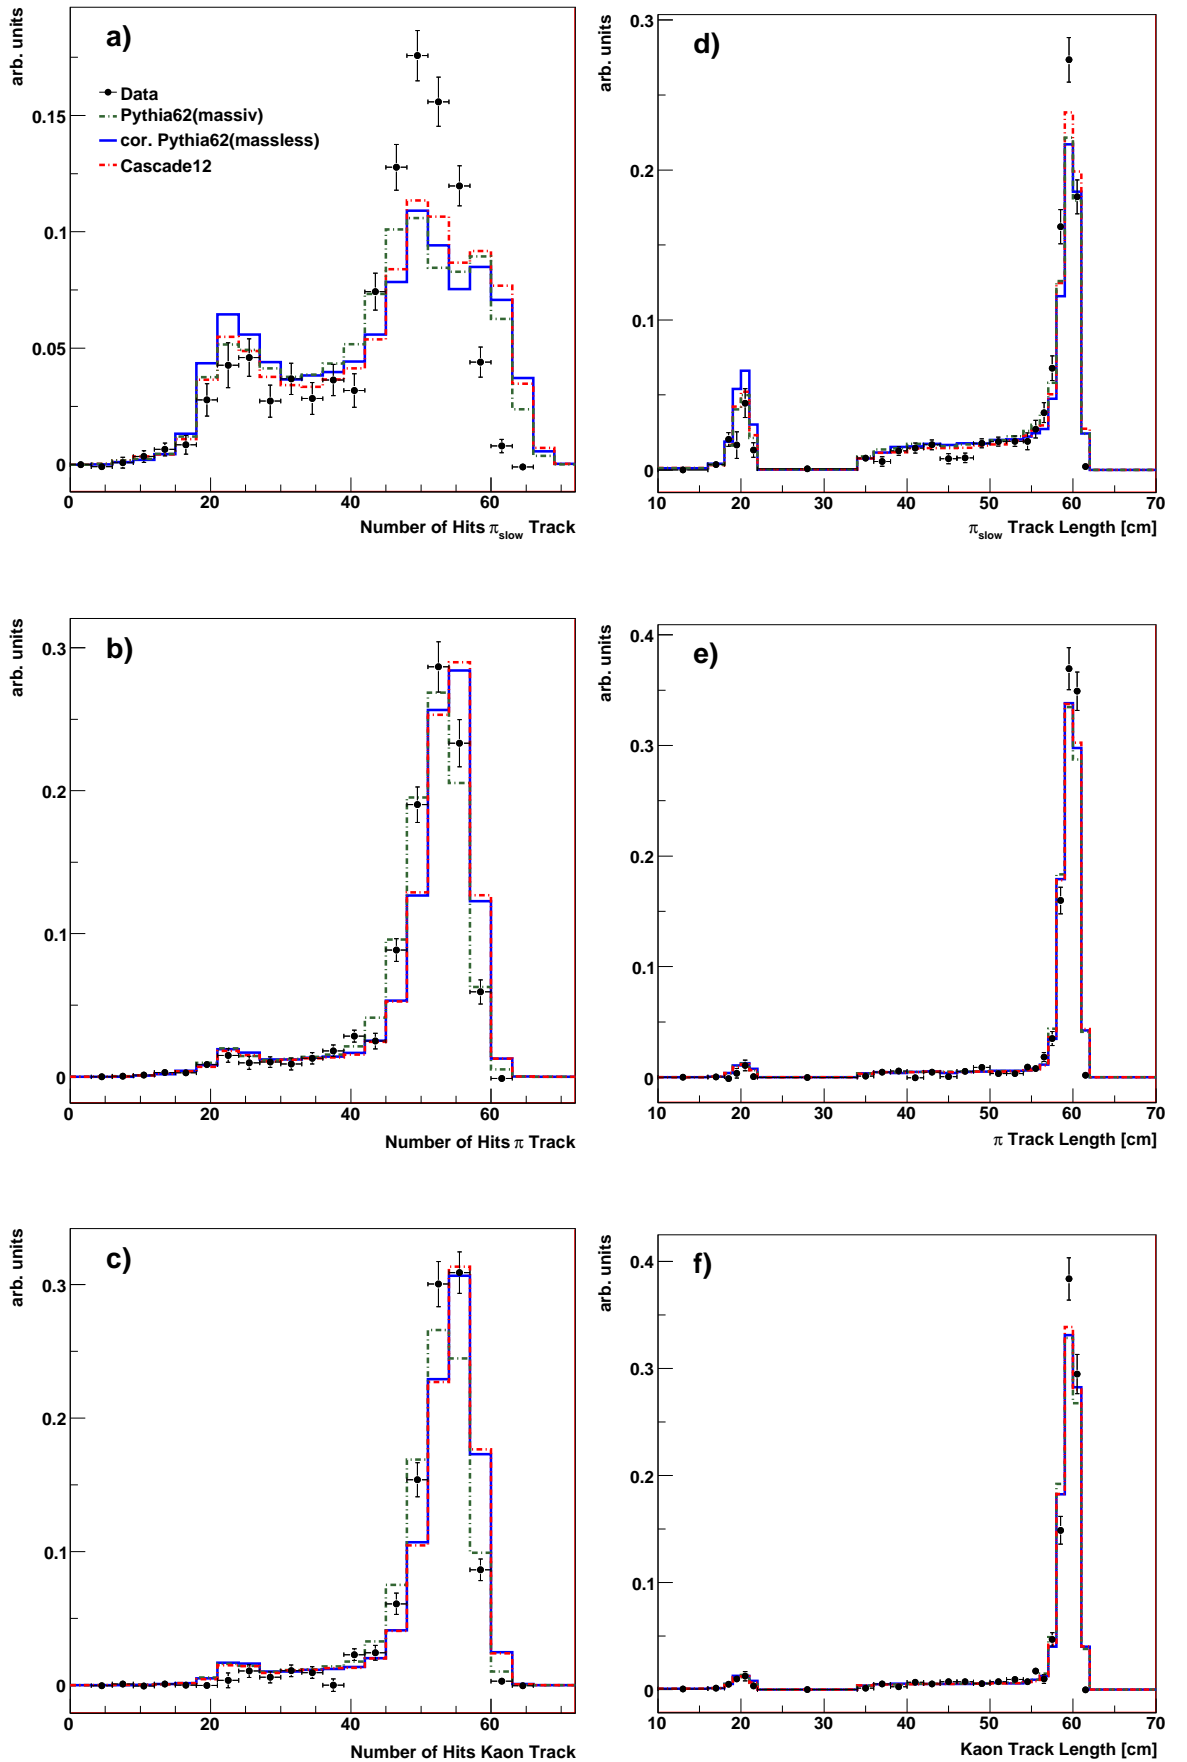 arb. units
a)
Data
Pythia62(massiv)
cor. Pythia62(massless)
Cascade12
0.15
0.1
0.05
0
0 20 40 60
Number of Hits π_slow Track
arb. units
d)
0.3
0.2
0.1
0
10 20 30 40 50 60 70
π_slow Track Length [cm]
arb. units
b)
0.3
0.2
0.1
0
0 20 40 60
Number of Hits π Track
arb. units
e)
0.4
0.3
0.2
0.1
0
10 20 30 40 50 60 70
π Track Length [cm]
arb. units
c)
0.3
0.2
0.1
0
0 20 40 60
Number of Hits Kaon Track
arb. units
f)
0.4
0.3
0.2
0.1
0
10 20 30 40 50 60 70
Kaon Track Length [cm]